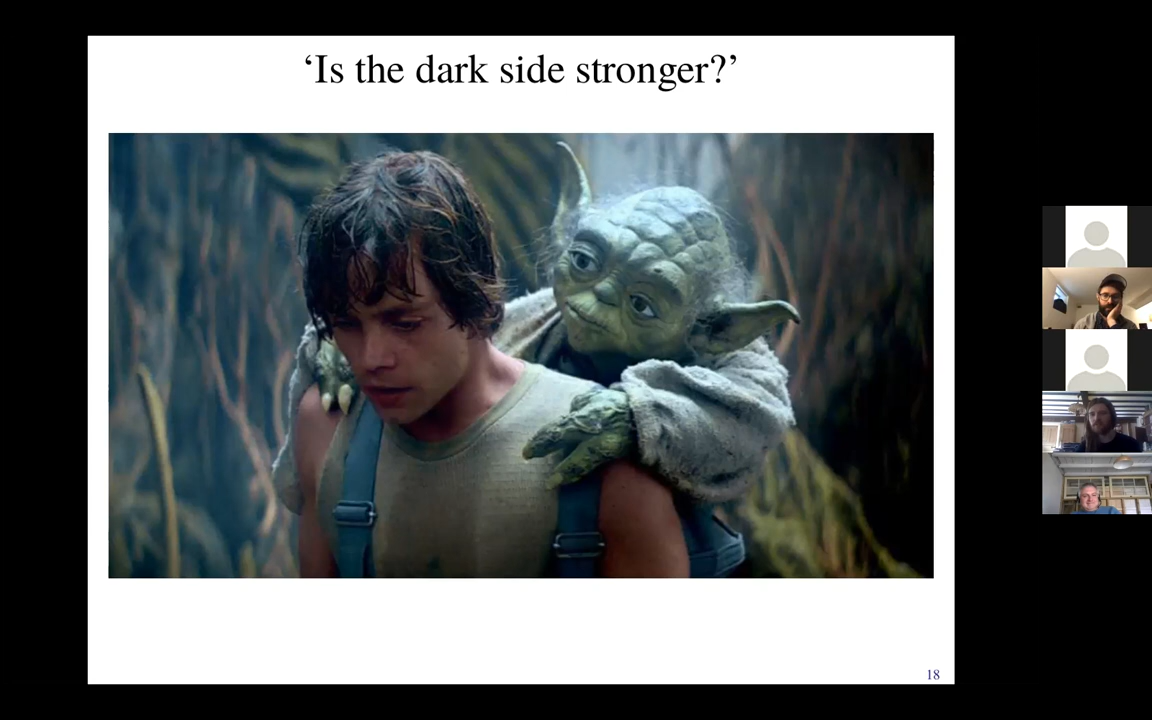 ‘Is the dark side stronger?’
18